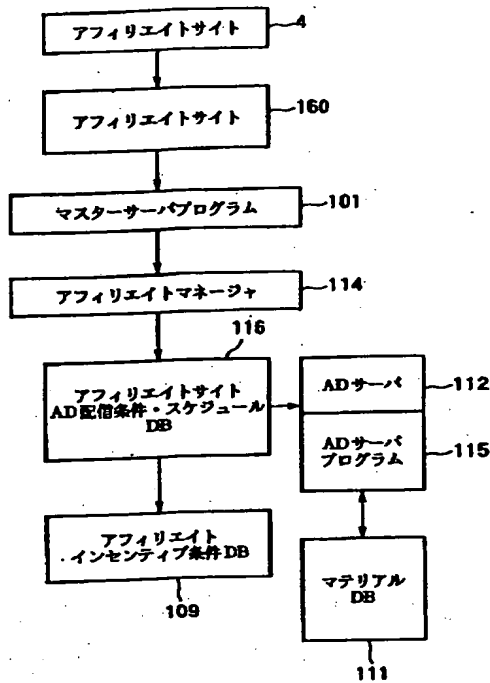 アフィリエイトサイト
4
アフィリエイトサイト
160
マスターサーバプログラム
101
アフィリエイトマネージャ
114
116
アフィリエイトサイト
AD配信条件・スケジュール
DB
ADサーバ
112
ADサーバ
プログラム
115
アフィリエイト
インセンティブ条件DB
109
マテリアル
DB
111